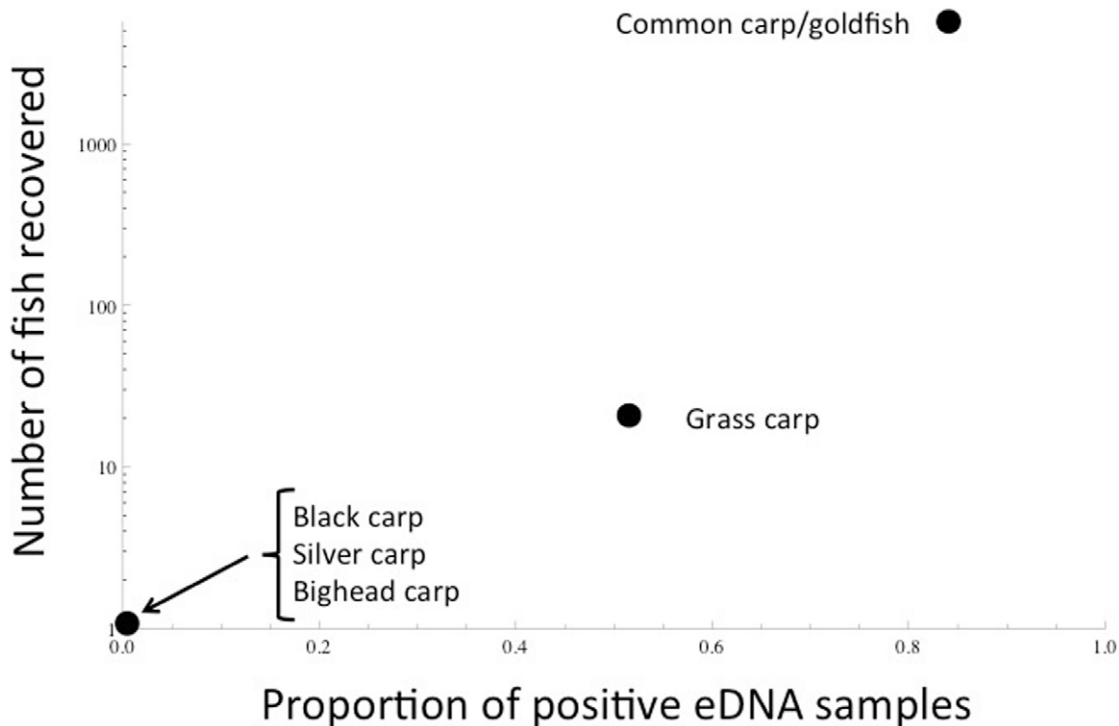 Common carp/goldfish
Number of fish recovered
1000
100
Grass carp
10
Black carp
Silver carp
Bighead carp
1
0.0 0.2 0.4 0.6 0.8 1.0
Proportion of positive eDNA samples